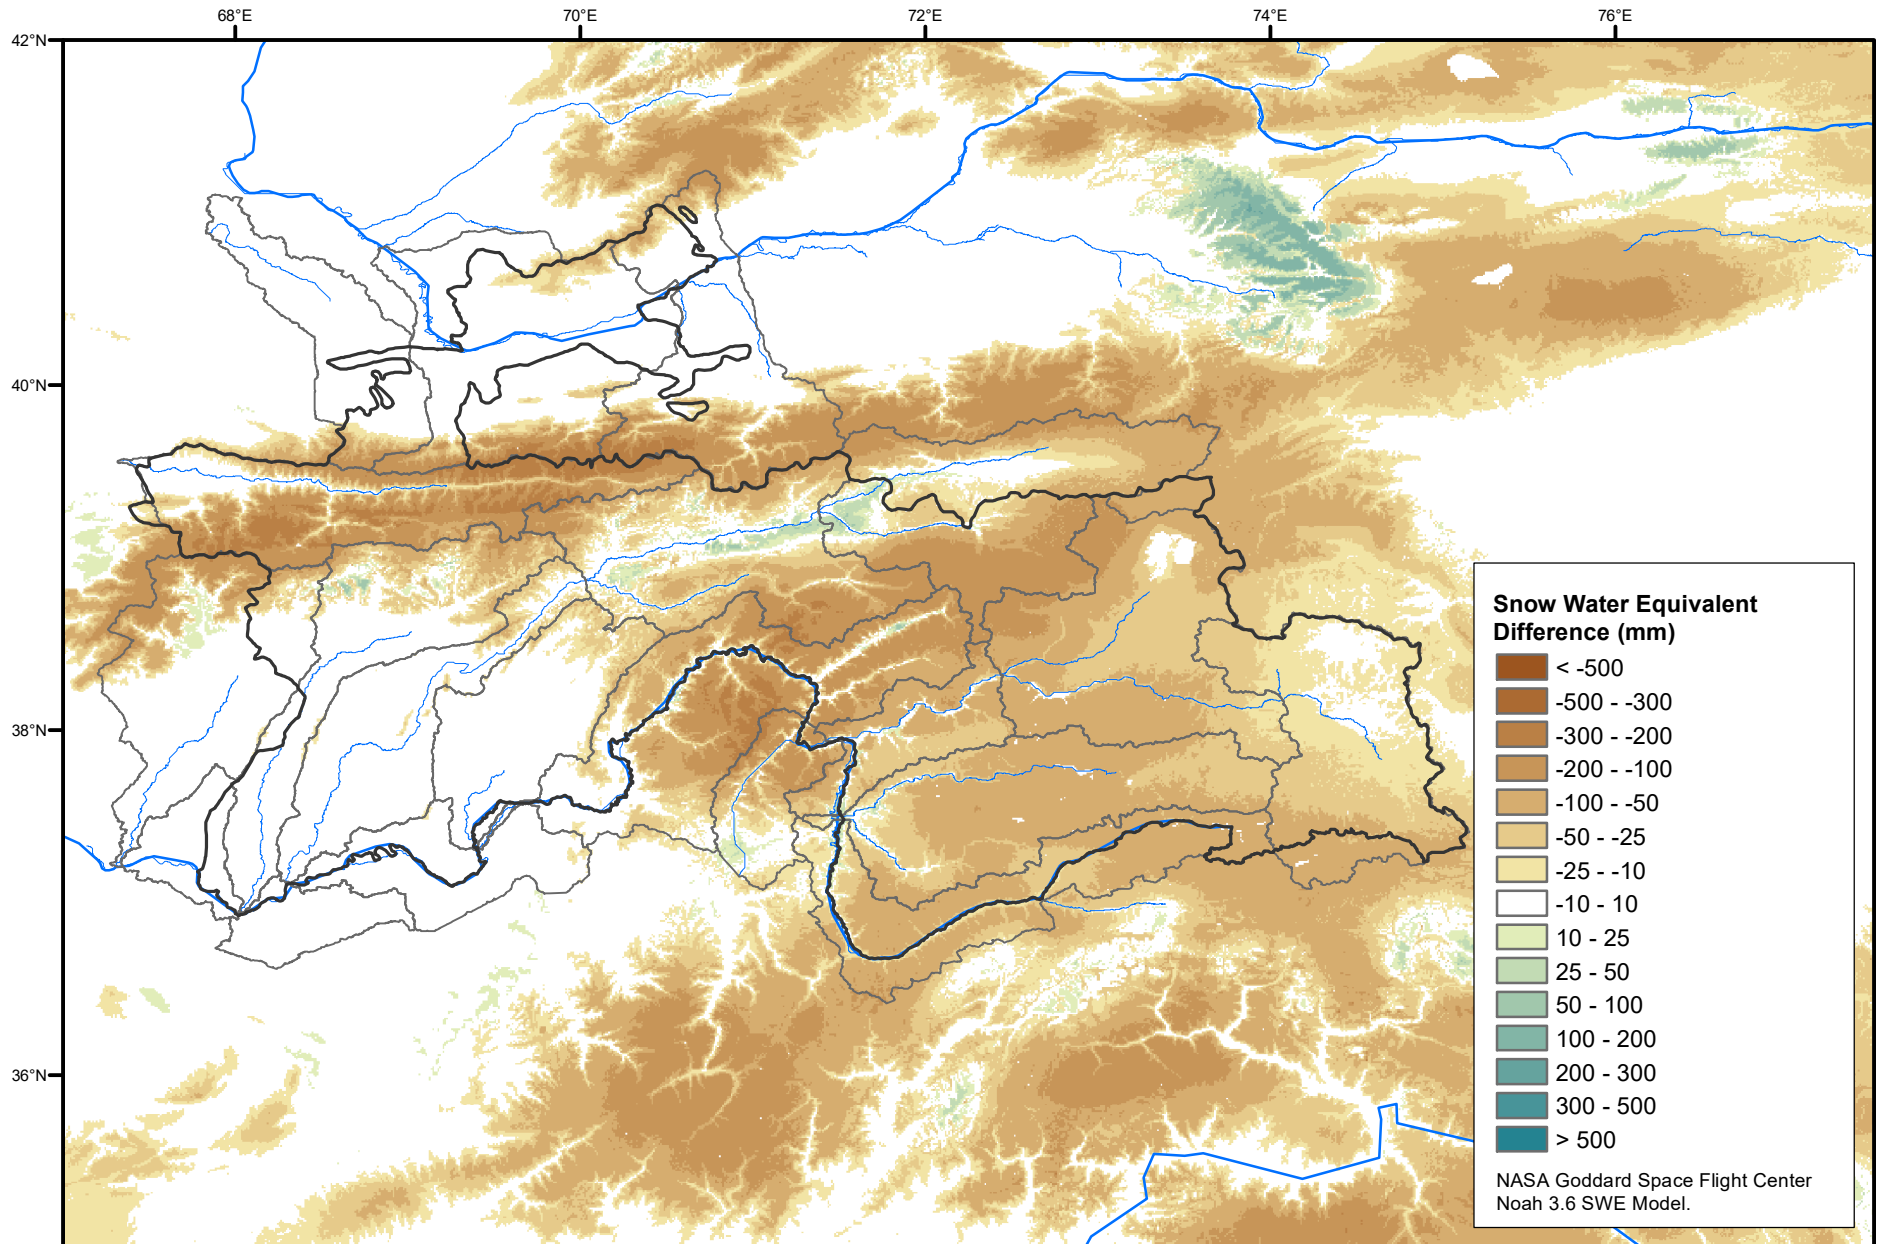 68°E 70°E 72°E 74°E 76°E
42°N
40°N
38°N
36°N
Snow Water Equivalent
Difference (mm)
< -500
-500 - -300
-300 - -200
-200 - -100
-100 - -50
-50 - -25
-25 - -10
-10 - 10
10 - 25
25 - 50
50 - 100
100 - 200
200 - 300
300 - 500
> 500
NASA Goddard Space Flight Center
Noah 3.6 SWE Model.